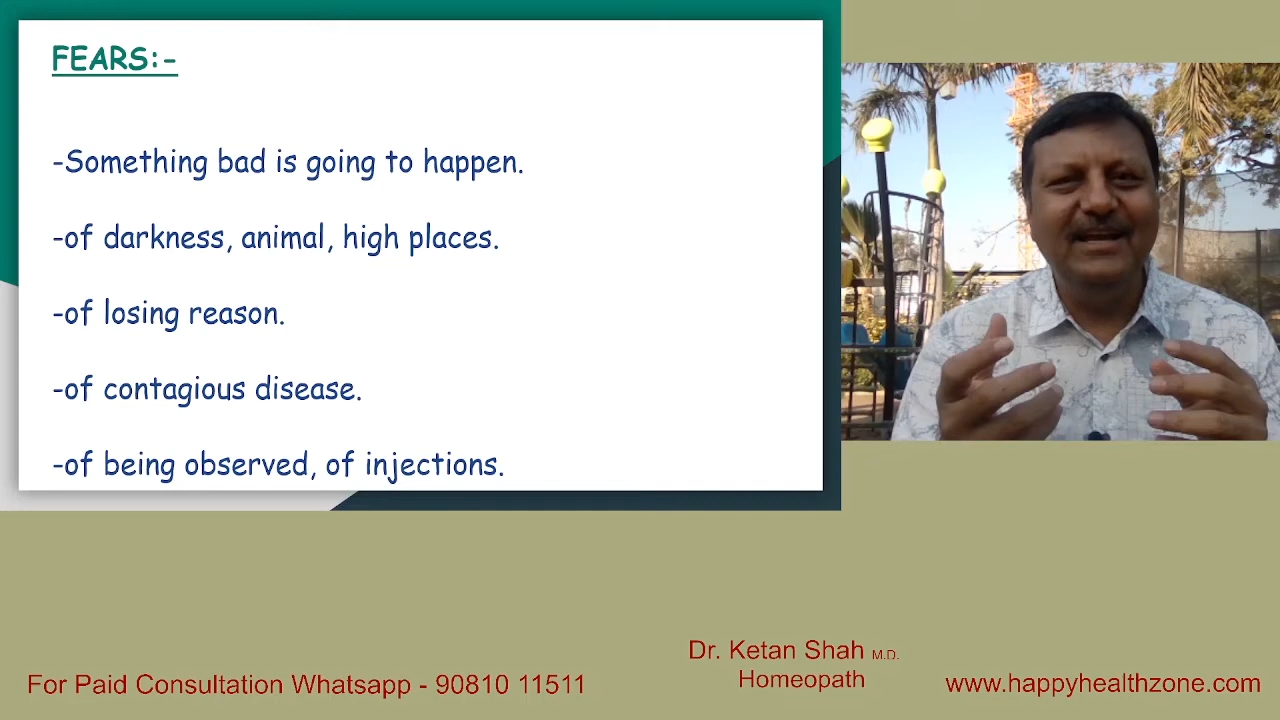 FEARS:-
-Something bad is going to happen.
-of darkness, animal, high places.
-of losing reason.
-of contagious disease.
-of being observed, of injections.
Dr. Ketan Shah M.D.
Homeopath
For Paid Consultation Whatsapp - 90810 11511
www.happyhealthzone.com